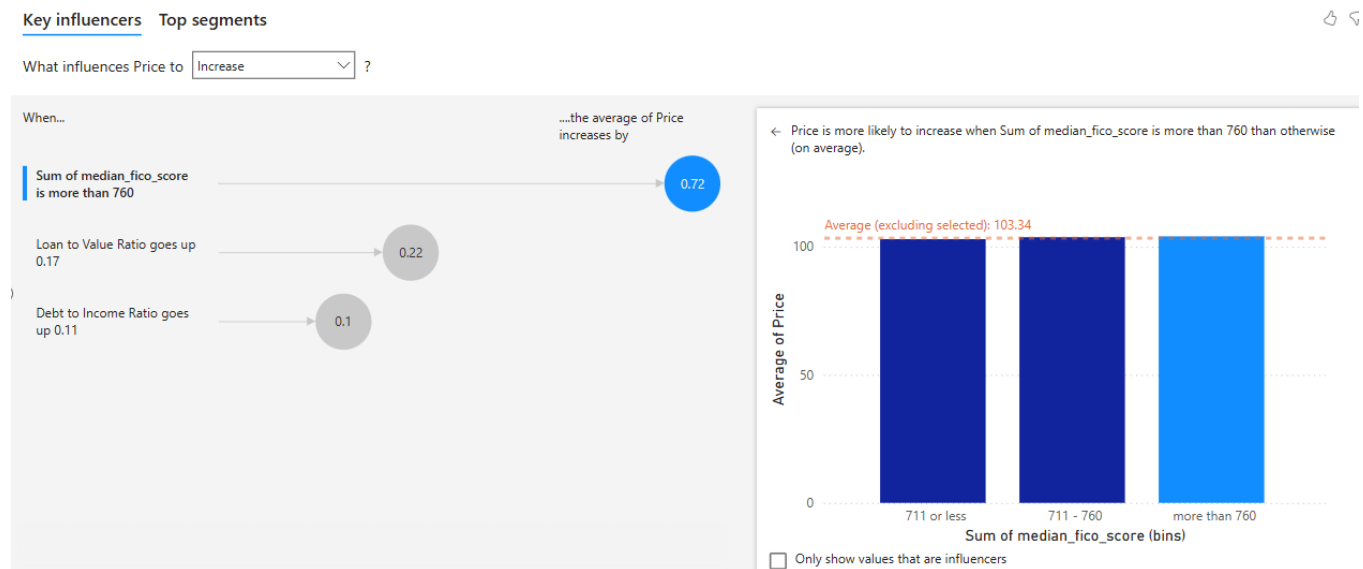 Key influencers Top segments
What influences Price to Increase ?
When...
....the average of Price
increases by
Sum of median_fico_score
is more than 760
0.72
Loan to Value Ratio goes up
0.17
0.22
Debt to Income Ratio goes
up 0.11
0.1
← Price is more likely to increase when Sum of median_fico_score is more than 760 than otherwise
(on average).
Average (excluding selected): 103.34
100
50
0
Average of Price
711 or less
711 - 760
more than 760
Sum of median_fico_score (bins)
Only show values that are influencers